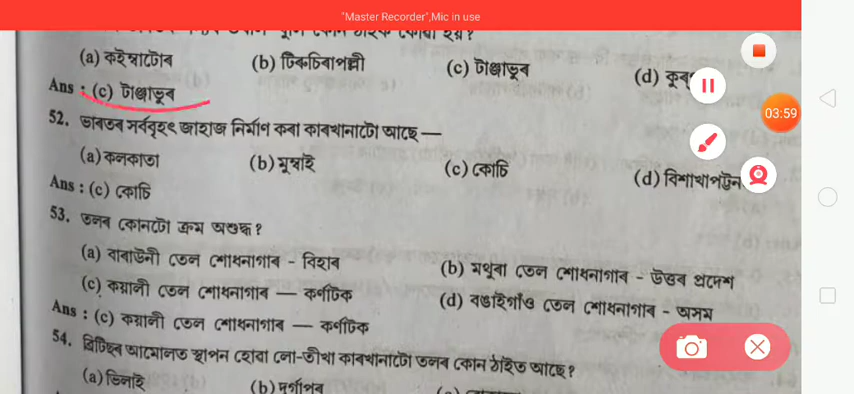 "Master Recorder",Mic in use
(a) কইম্বাটোৰ (b) টিৰুচিৰাপল্লী (c) টাঞ্জাভুৰ (d)
Ans : (c) টাঞ্জাভুৰ
03:59
52. ভাৰতৰ সৰ্ববৃহৎ জাহাজ নিৰ্মাণ কৰা কাৰখানাটো আছে —
(a) কলকাতা (b) মুম্বাই (c) কোচি (d) বিশাখাপট্টন
Ans : (c) কোচি
53. তলৰ কোনটো ক্ৰম অশুদ্ধ?
(a) বাৰাউনী তেল শোধনাগাৰ - বিহাৰ (b) মথুৰা তেল শোধনাগাৰ - উত্তৰ প্ৰদেশ
(c) কয়ালী তেল শোধনাগাৰ — কৰ্ণাটক (d) বঙাইগাঁও তেল শোধনাগাৰ - অসম
Ans : (c) কয়ালী তেল শোধনাগাৰ — কৰ্ণাটক
54. ব্ৰিটিছৰ আমোলত স্থাপন হোৱা লো-তীখা কাৰখানাটো তলৰ কোন ঠাইত আছে?
(a) ভিলাই (b) দুৰ্গাপুৰ